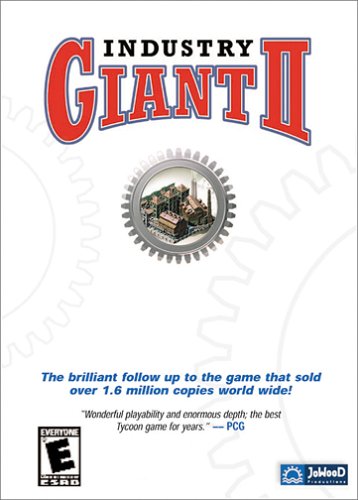 INDUSTRY
GIANT II
The brilliant follow up to the game that sold
over 1.6 million copies world wide!
"Wonderful playability and enormous depth; the best
Tycoon game for years." — PCG
EVERYONE
E
ESRB
JoWooD
Productions